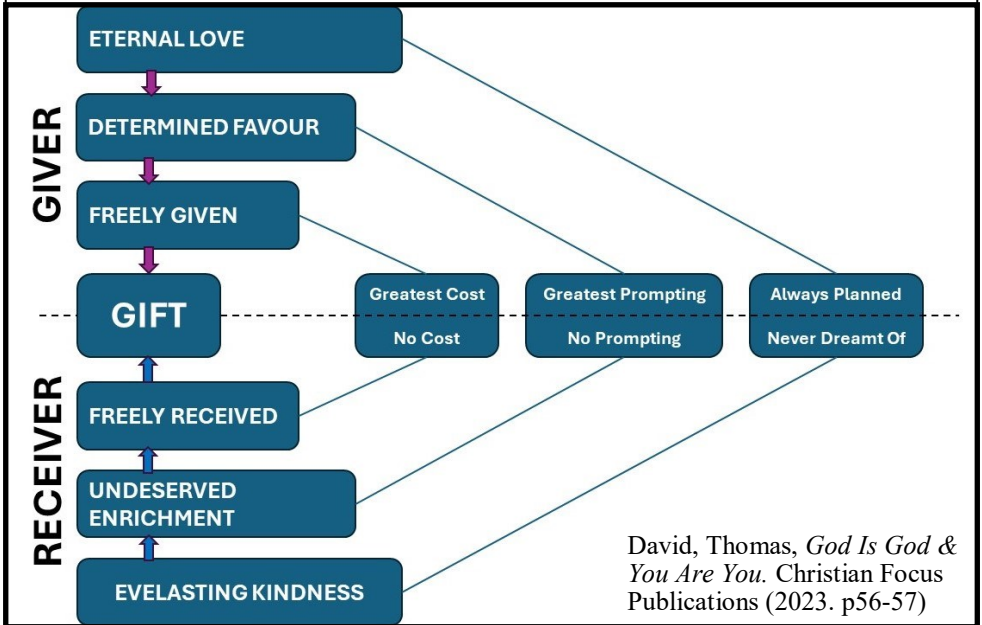 GIVER
ETERNAL LOVE
DETERMINED FAVOUR
FREELY GIVEN
GIFT
Greatest Cost
No Cost
Greatest Prompting
No Prompting
Always Planned
Never Dreamt Of
RECEIVER
FREELY RECEIVED
UNDESERVED
ENRICHMENT
EVELASTING KINDNESS
David, Thomas, God Is God &
You Are You. Christian Focus
Publications (2023. p56-57)